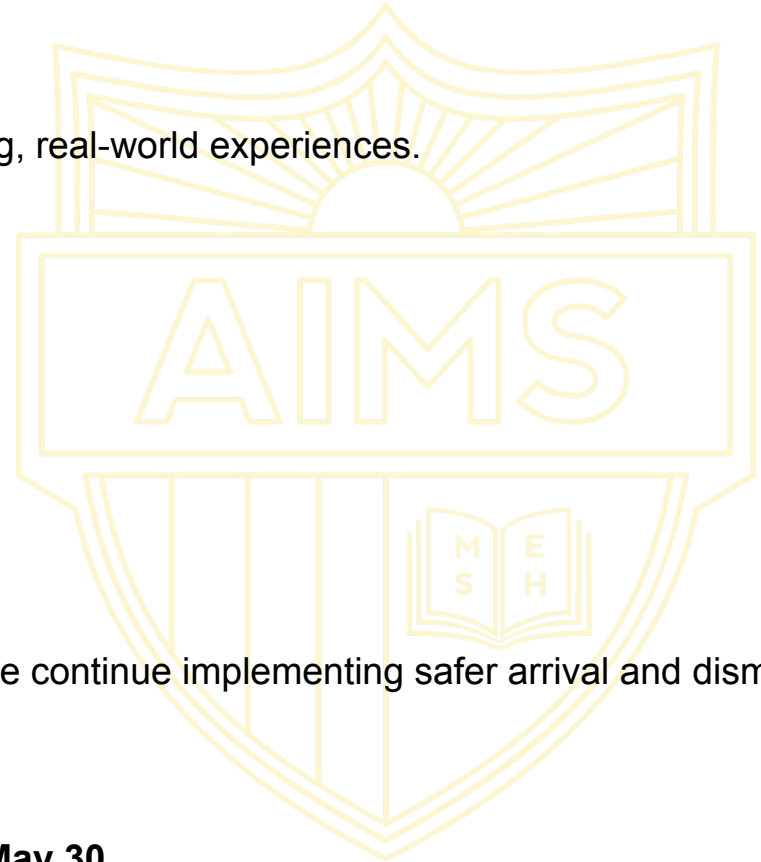 g, real-world experiences.
AIMS
M E
S H
e continue implementing safer arrival and dism
May 30